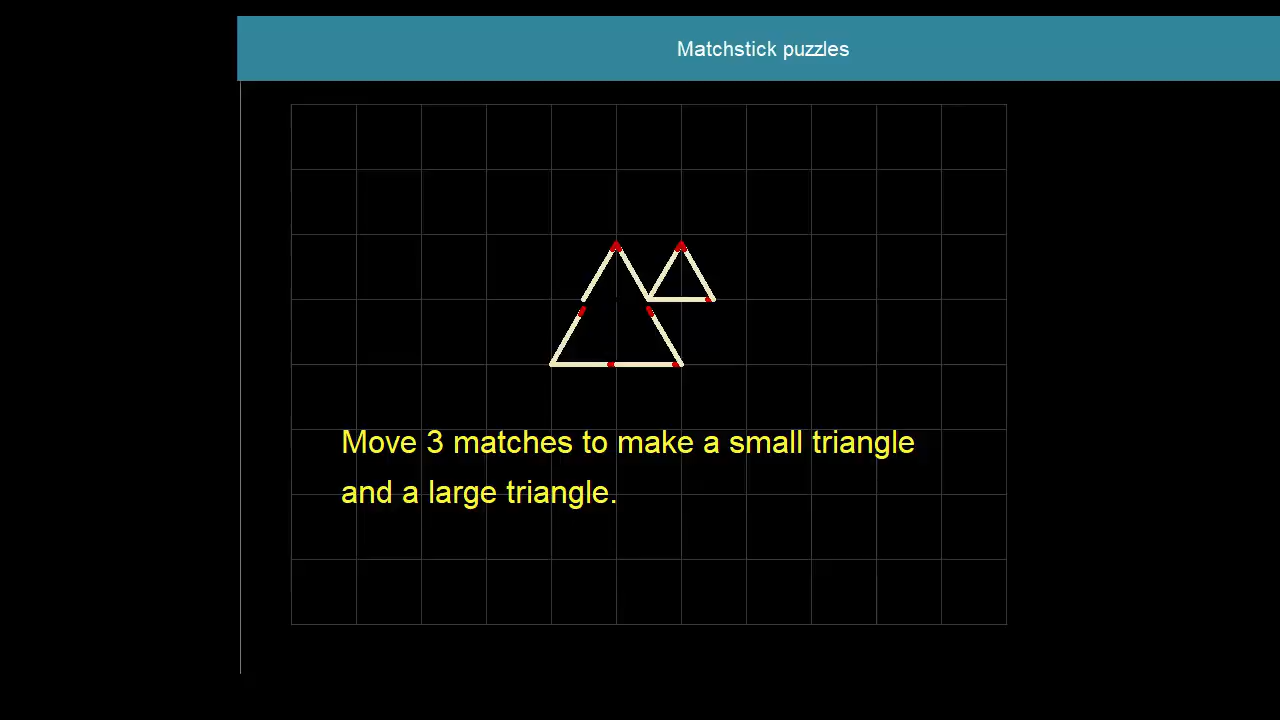 Matchstick puzzles
Move 3 matches to make a small triangle
and a large triangle.